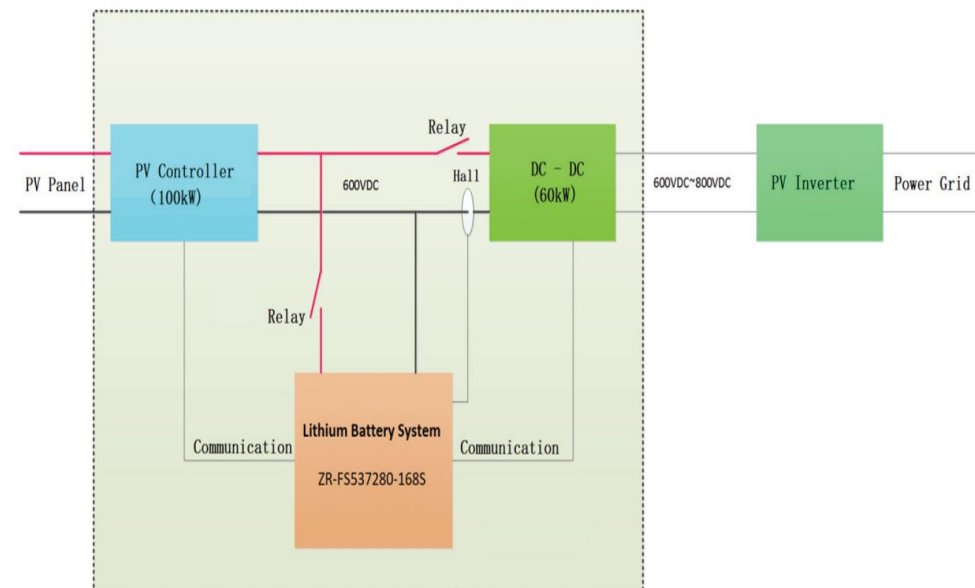 Relay
PV Panel
PV Controller
(100kW)
600VDC
Hall
DC - DC
(60kW)
600VDC~800VDC
PV Inverter
Power Grid
Relay
Lithium Battery System
Communication
Communication
ZR-FS537280-168S